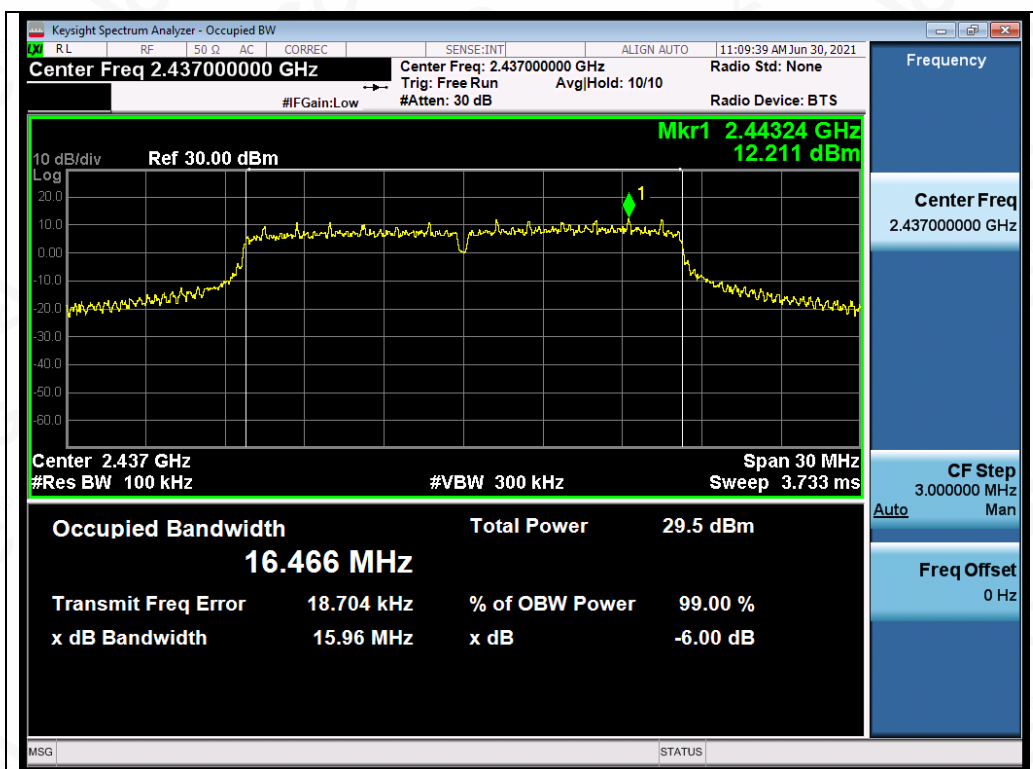 Keysight Spectrum Analyzer - Occupied BW
LXI RL RF 50 Ω AC CORREC SENSE:INT ALIGN AUTO 11:09:39 AM Jun 30, 2021
Center Freq 2.437000000 GHz
Center Freq: 2.437000000 GHz
Radio Std: None
Trig: Free Run Avg|Hold: 10/10
#IFGain:Low #Atten: 30 dB Radio Device: BTS
Mkr1 2.44324 GHz
12.211 dBm
10 dB/div Ref 30.00 dBm
Log
20.0
1
10.0
0.00
-10.0
-20.0
-30.0
-40.0
-50.0
-60.0
Center 2.437 GHz Span 30 MHz
#Res BW 100 kHz #VBW 300 kHz Sweep 3.733 ms
Occupied Bandwidth Total Power 29.5 dBm
16.466 MHz
Transmit Freq Error 18.704 kHz % of OBW Power 99.00 %
x dB Bandwidth 15.96 MHz x dB -6.00 dB
Frequency
Center Freq
2.437000000 GHz
CF Step
3.000000 MHz
Auto Man
Freq Offset
0 Hz
MSG STATUS